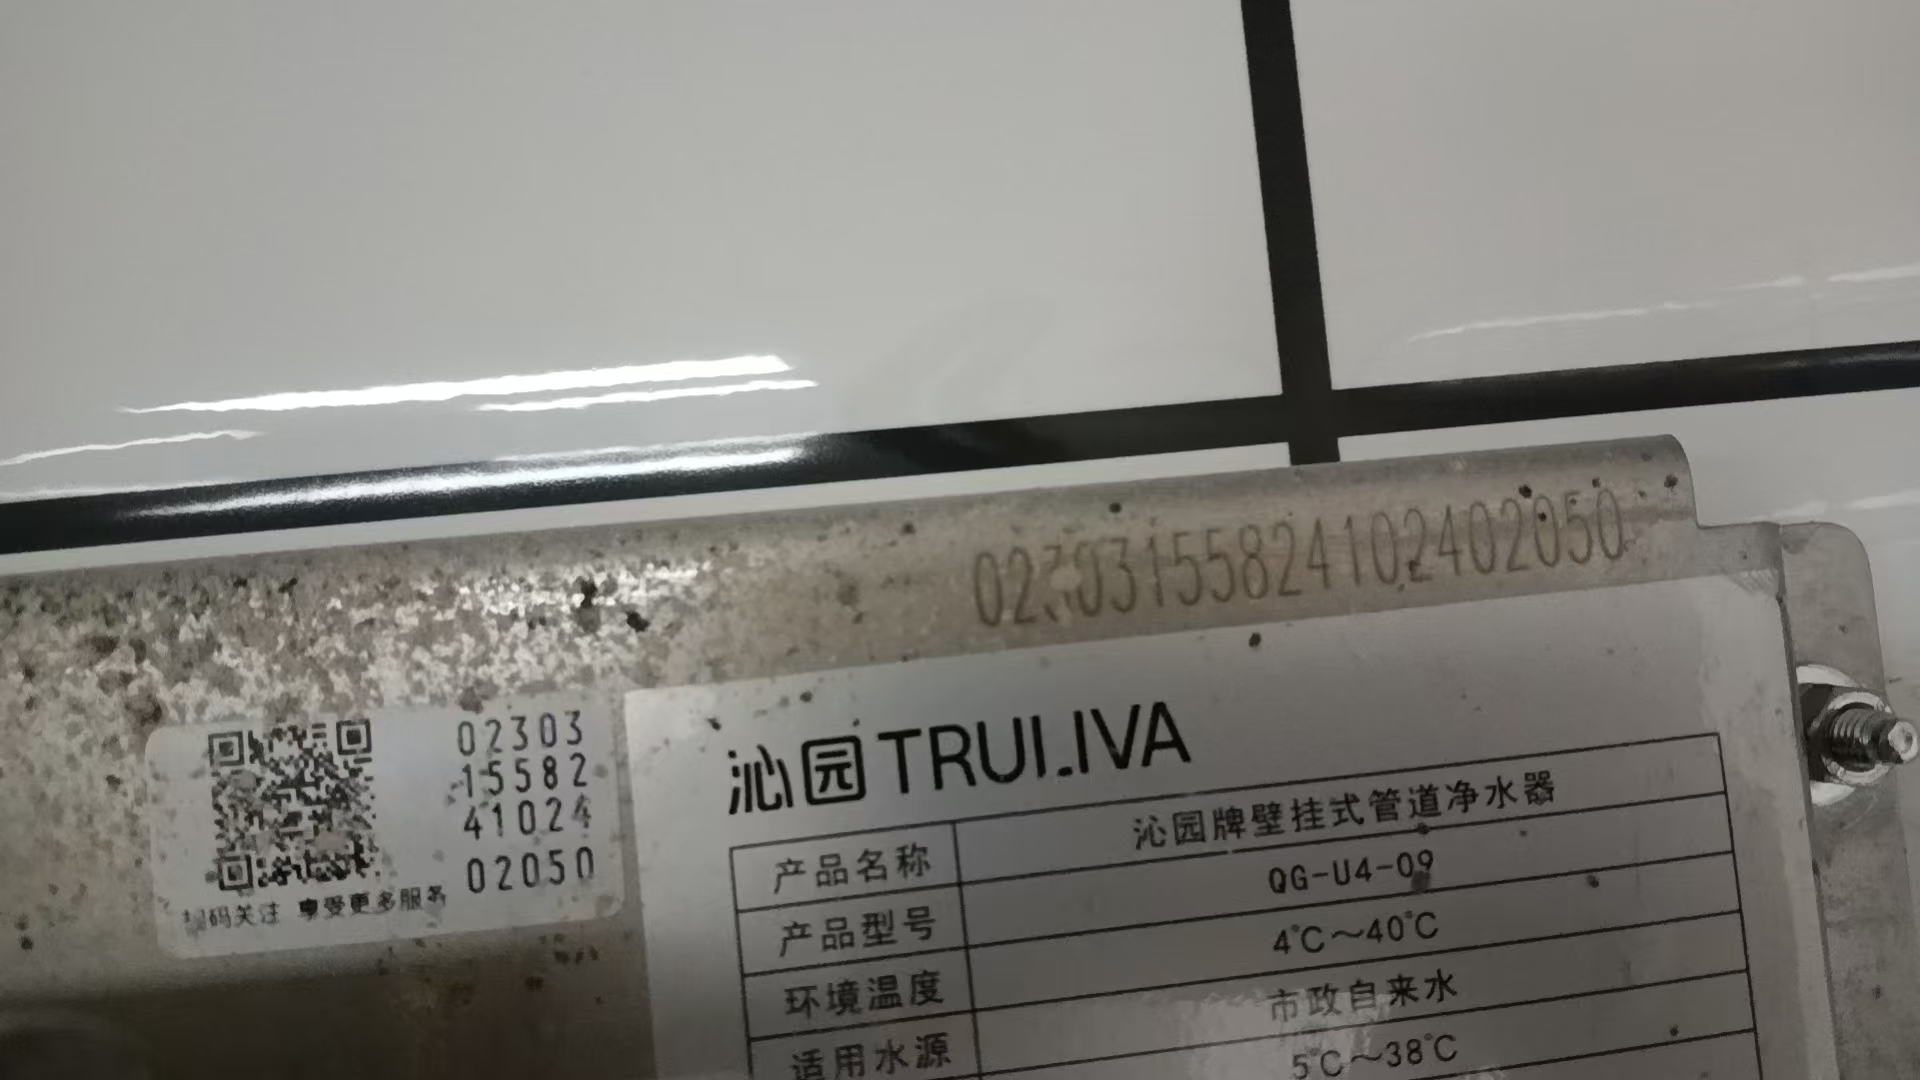 02303155824102402050
02303
15582
41024
02050
扫码关注 享受更多服务
沁园 TRULIVA
产品名称 沁园牌壁挂式管道净水器
产品型号 QG-U4-09
环境温度 4℃~40℃
适用水源 市政自来水
5℃~38℃